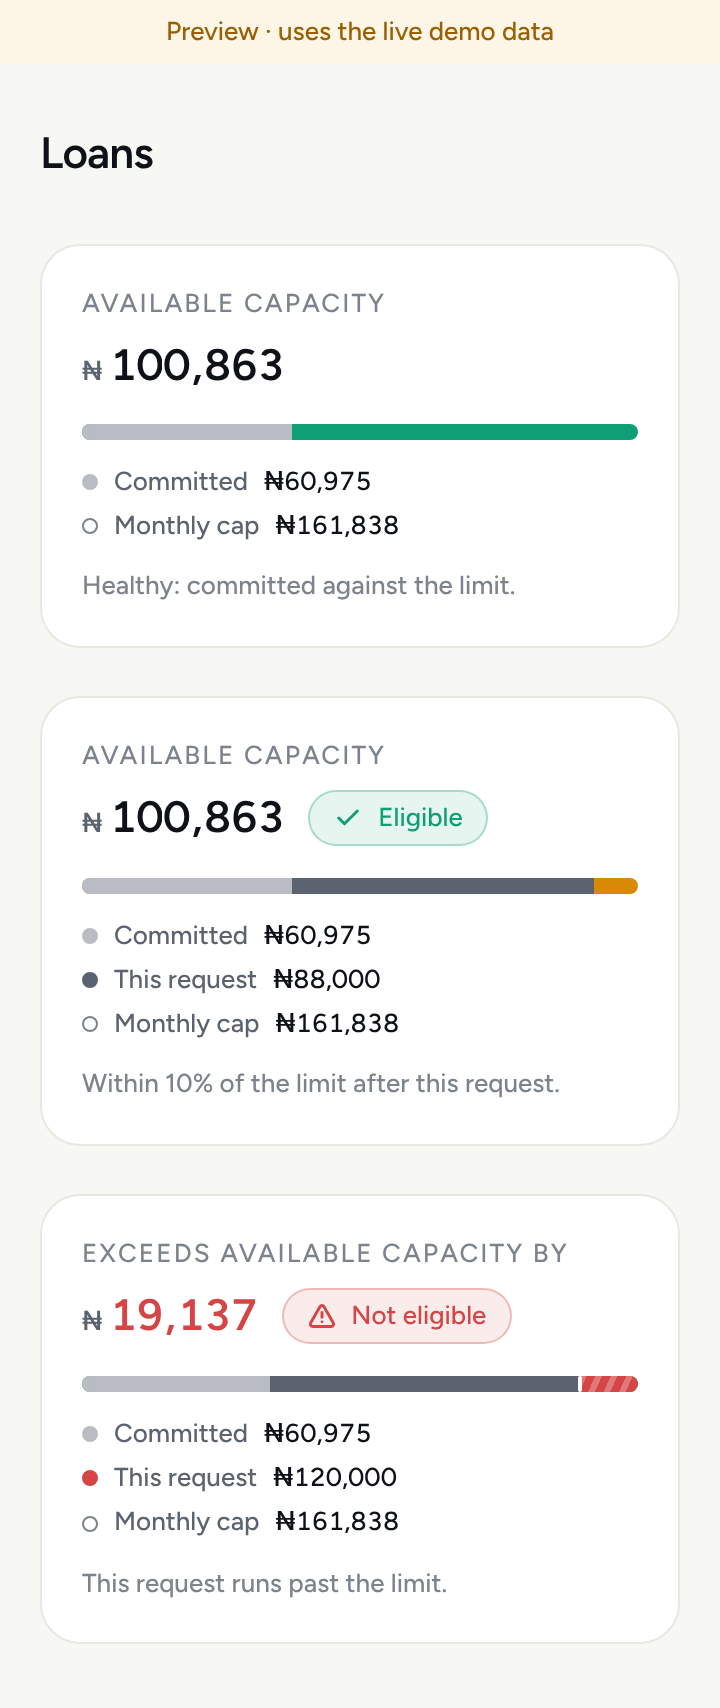 Preview · uses the live demo data
Loans
AVAILABLE CAPACITY
₦ 100,863
Committed ₦60,975
Monthly cap ₦161,838
Healthy: committed against the limit.
AVAILABLE CAPACITY
₦ 100,863 Eligible
Committed ₦60,975
This request ₦88,000
Monthly cap ₦161,838
Within 10% of the limit after this request.
EXCEEDS AVAILABLE CAPACITY BY
₦ 19,137 Not eligible
Committed ₦60,975
This request ₦120,000
Monthly cap ₦161,838
This request runs past the limit.